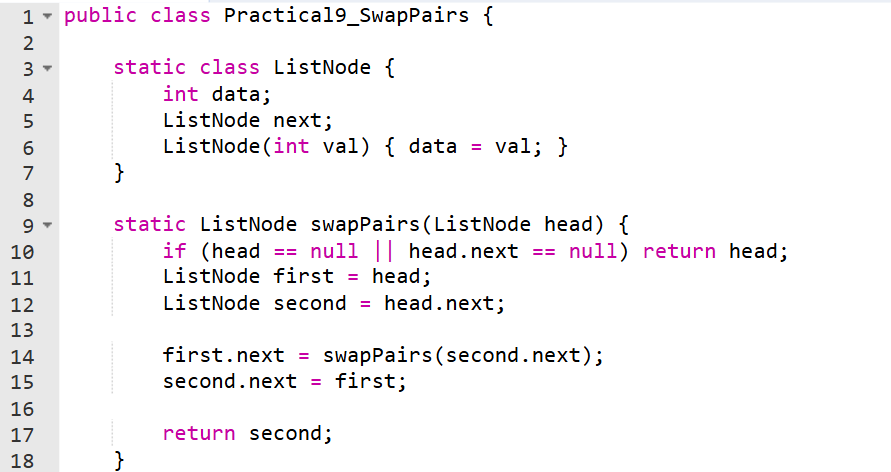 1 public class Practical9_SwapPairs {
2
3     static class ListNode {
4         int data;
5         ListNode next;
6         ListNode(int val) { data = val; }
7     }
8
9     static ListNode swapPairs(ListNode head) {
10         if (head == null || head.next == null) return head;
11         ListNode first = head;
12         ListNode second = head.next;
13
14         first.next = swapPairs(second.next);
15         second.next = first;
16
17         return second;
18     }